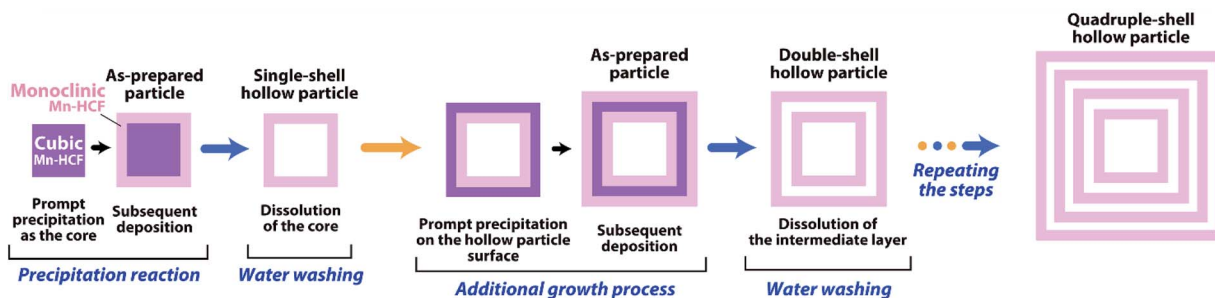 Monoclinic
Mn-HCF
Cubic
Mn-HCF
Prompt
precipitation
as the core
As-prepared
particle
Subsequent
deposition
Precipitation reaction
Single-shell
hollow particle
Dissolution
of the core
Water washing
Prompt precipitation
on the hollow particle
surface
As-prepared
particle
Subsequent
deposition
Additional growth process
Double-shell
hollow particle
Dissolution of
the intermediate layer
Water washing
Repeating
the steps
Quadruple-shell
hollow particle